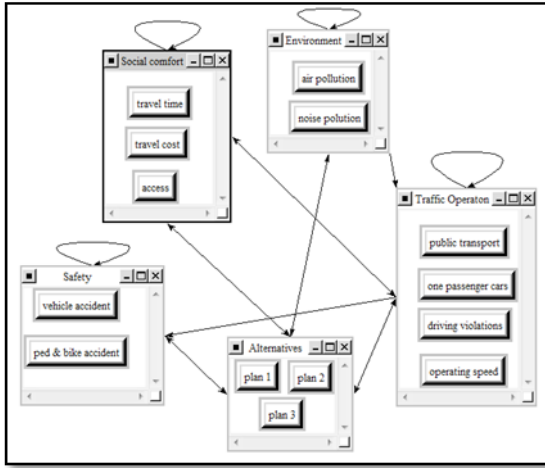 Social comfort
travel time
travel cost
access
Environment
air pollution
noise polution
Traffic Operaton
public transport
one passenger cars
driving violations
operating speed
Safety
vehicle accident
ped & bike accident
Alternatives
plan 1
plan 2
plan 3